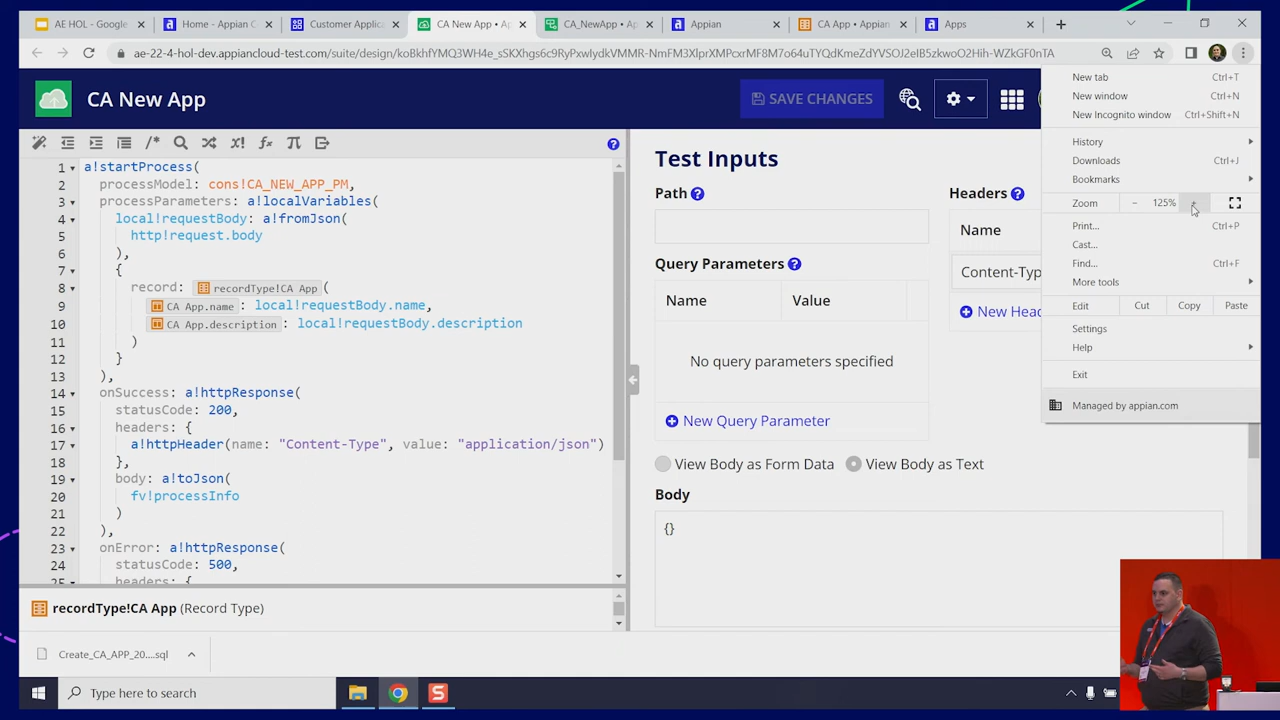 AE HOL - Google
Home - Appian C
Customer Applic
CA New App • Ap
CA_NewApp • Ap
Appian
CA App • Appian
Apps
ae-22-4-hol-dev.appiancloud-test.com/suite/design/
CA New App
SAVE CHANGES
1 a!startProcess(
2 processModel: cons!CA_NEW_APP_PM,
3 processParameters: a!localVariables(
4 local!requestBody: a!fromJson(
5 http!request.body
6 ),
7 {
8 record: recordType!CA App (
9 CA App.name : local!requestBody.name,
10 CA App.description : local!requestBody.description
11 )
12 }
13 ),
14 onSuccess: a!httpResponse(
15 statusCode: 200,
16 headers: {
17 a!httpHeader(name: "Content-Type", value: "application/json")
18 },
19 body: a!toJson(
20 fv!processInfo
21 )
22 ),
23 onError: a!httpResponse(
24 statusCode: 500,
25 headers: {
recordType!CA App (Record Type)
Test Inputs
Path
Headers
Name
Content-Typ
New Head
Query Parameters
Name Value
No query parameters specified
New Query Parameter
View Body as Form Data
View Body as Text
Body
{}
New tab Ctrl+T
New window Ctrl+N
New Incognito window Ctrl+Shift+N
History
Downloads Ctrl+J
Bookmarks
Zoom − 125% +
Print... Ctrl+P
Cast...
Find... Ctrl+F
More tools
Edit Cut Copy Paste
Settings
Help
Exit
Managed by appian.com
Create_CA_APP_20....sql
Type here to search
S